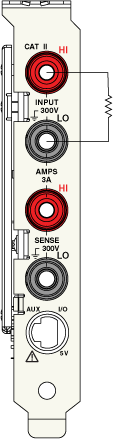 CAT II
HI
INPUT
300V
LO
AMPS
3A
HI
SENSE
300V
LO
AUX I/O
5V